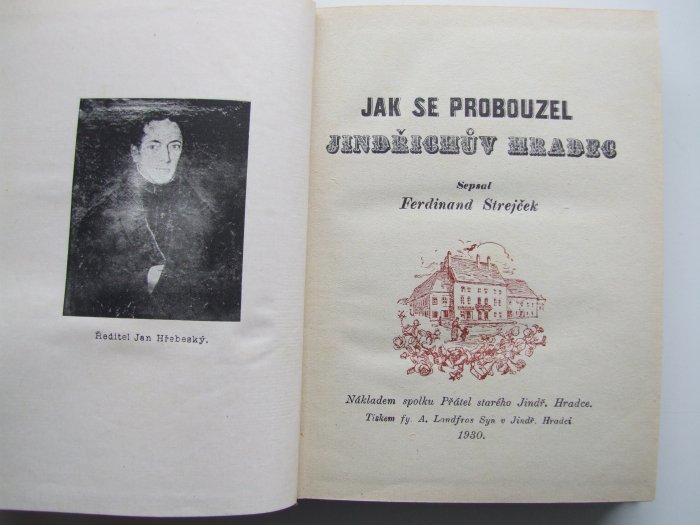 Ředitel Jan Hřebeský.
JAK SE PROBOUZEL
JINDŘICHŮV HRADEC
Sepsal
Ferdinand Strejček
Nákladem spolku Přátel starého Jindř. Hradce.
Tiskem fy. A. Landfras Syn v Jindř. Hradci
1930.